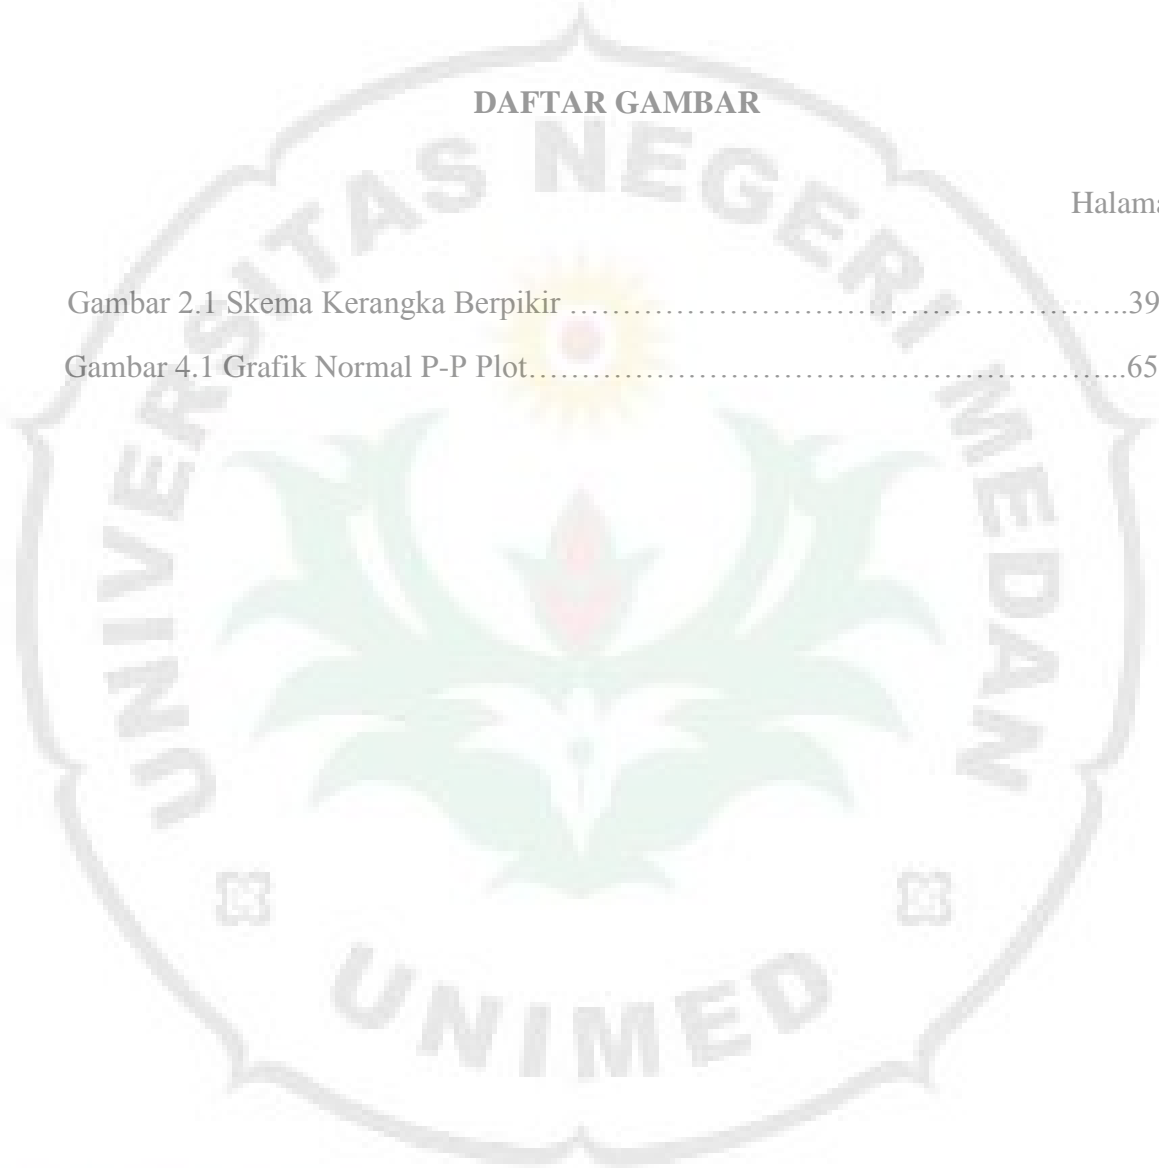 DAFTAR GAMBAR
Halama
Gambar 2.1 Skema Kerangka Berpikir …………………………………………..39
Gambar 4.1 Grafik Normal P-P Plot…………………………………………………...65
UNIVERSITAS NEGERI MEDAN
UNIMED